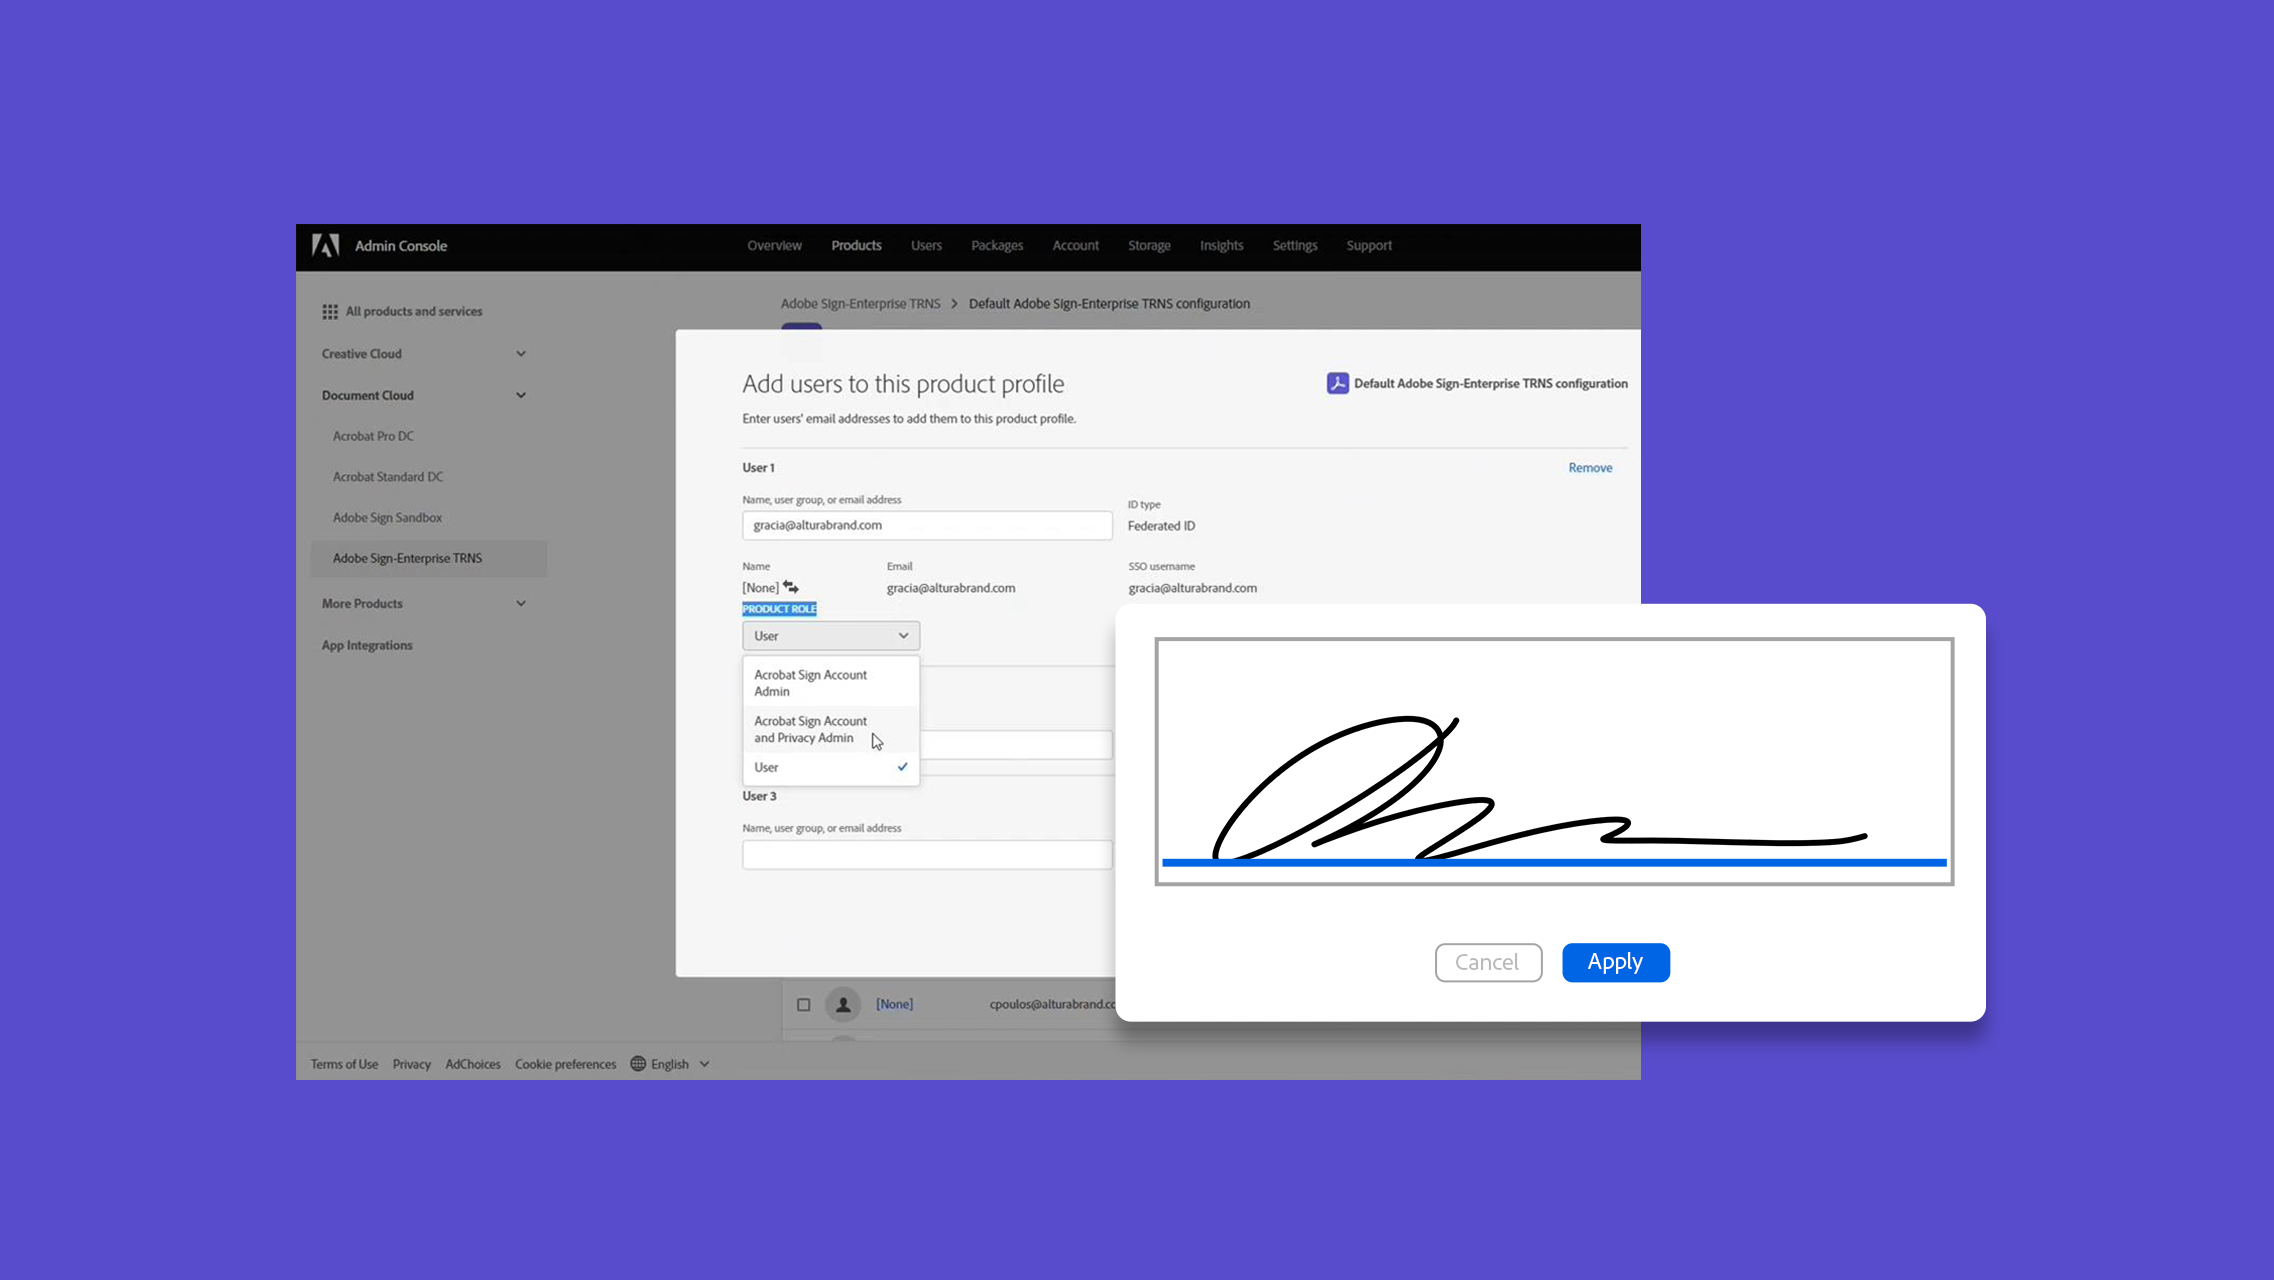 Admin Console
Overview Products Users Packages Account Storage Insights Settings Support
All products and services
Creative Cloud
Document Cloud
Acrobat Pro DC
Acrobat Standard DC
Adobe Sign Sandbox
Adobe Sign-Enterprise TRNS
More Products
App Integrations
Adobe Sign-Enterprise TRNS > Default Adobe Sign-Enterprise TRNS configuration
Add users to this product profile
Default Adobe Sign-Enterprise TRNS configuration
Enter users' email addresses to add them to this product profile.
User 1
Remove
Name, user group, or email address
ID type
gracia@alturabrand.com
Federated ID
Name Email SSO username
[None] gracia@alturabrand.com gracia@alturabrand.com
PRODUCT ROLE
User
Acrobat Sign Account
Admin
Acrobat Sign Account
and Privacy Admin
User
User 3
Name, user group, or email address
Cancel Apply
[None] cpoulos@alturabrand.co
Terms of Use Privacy AdChoices Cookie preferences English